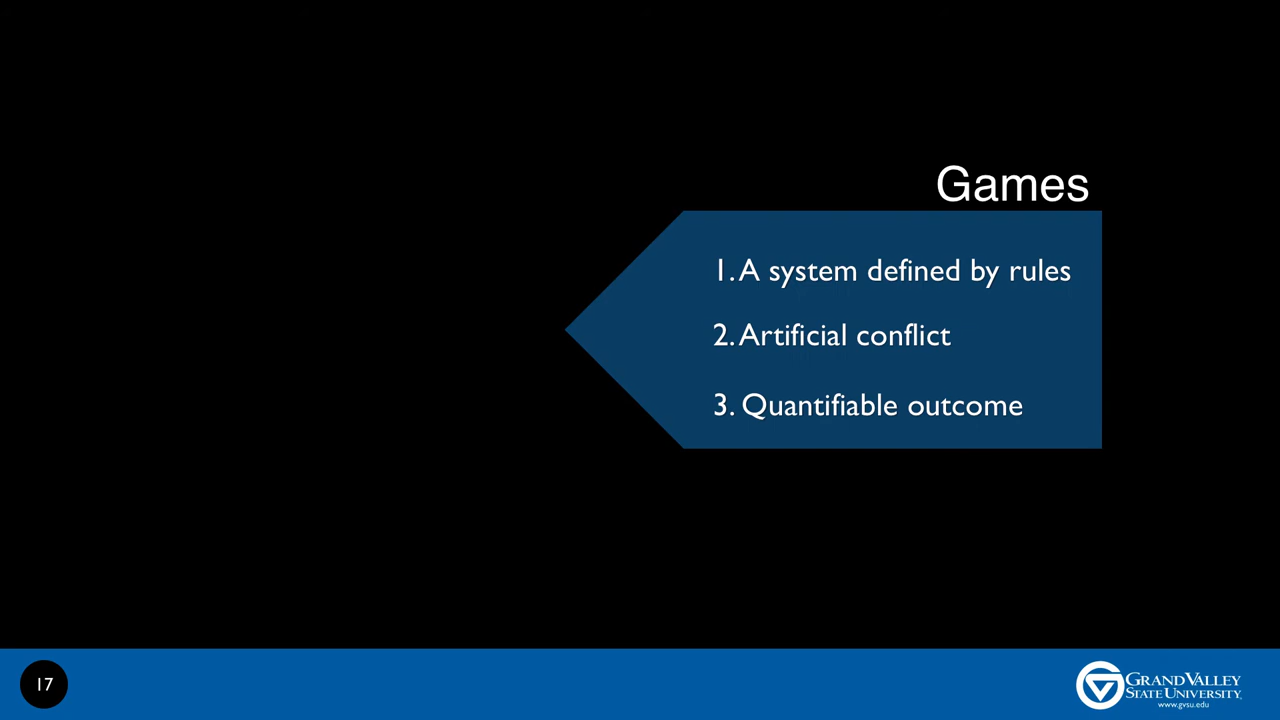 Games
1. A system defined by rules
2. Artificial conflict
3. Quantifiable outcome
17
GRAND VALLEY
STATE UNIVERSITY.
www.gvsu.edu